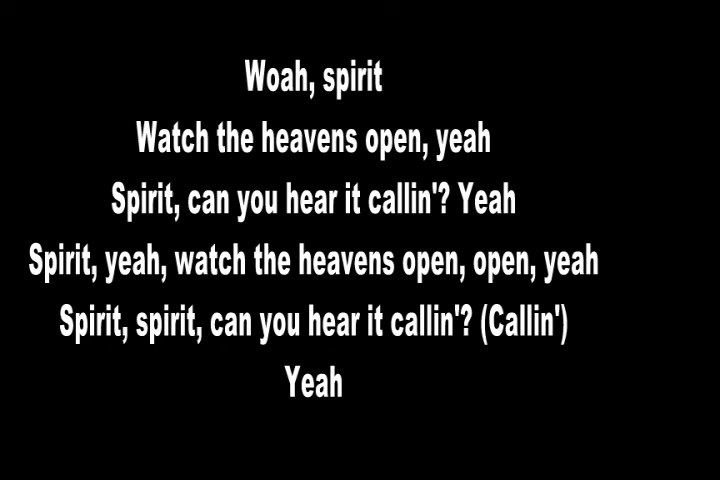 Woah, spirit
Watch the heavens open, yeah
Spirit, can you hear it callin'? Yeah
Spirit, yeah, watch the heavens open, open, yeah
Spirit, spirit, can you hear it callin'? (Callin')
Yeah